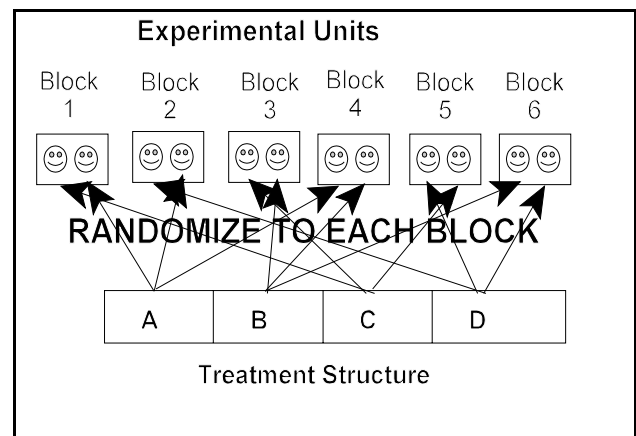 Experimental Units
Block Block Block Block Block Block
1 2 3 4 5 6
RANDOMIZE TO EACH BLOCK
A B C D
Treatment Structure